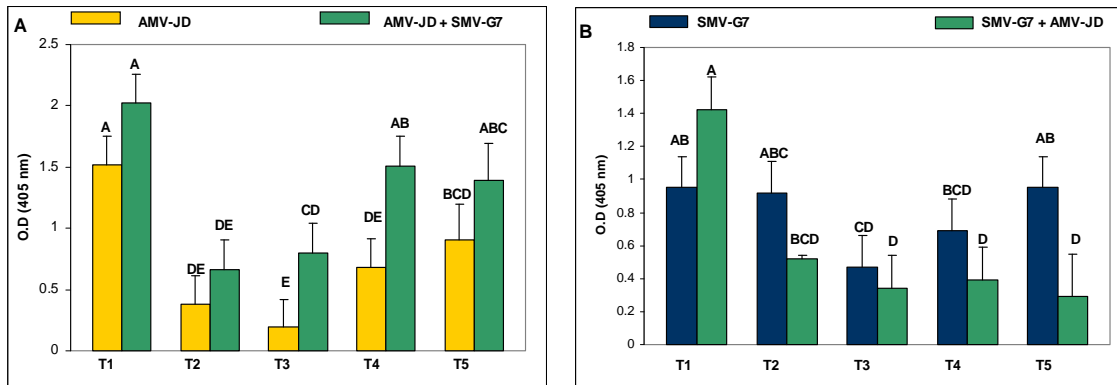 A
AMV-JD
AMV-JD + SMV-G7
O.D (405 nm)
2.5
2
1.5
1
0.5
0
A
A
DE
DE
E
CD
DE
AB
BCD
ABC
T1 T2 T3 T4 T5
B
SMV-G7
SMV-G7 + AMV-JD
O.D (405 nm)
1.8
1.6
1.4
1.2
1
0.8
0.6
0.4
0.2
0
AB
A
ABC
BCD
CD
D
BCD
D
AB
D
T1 T2 T3 T4 T5